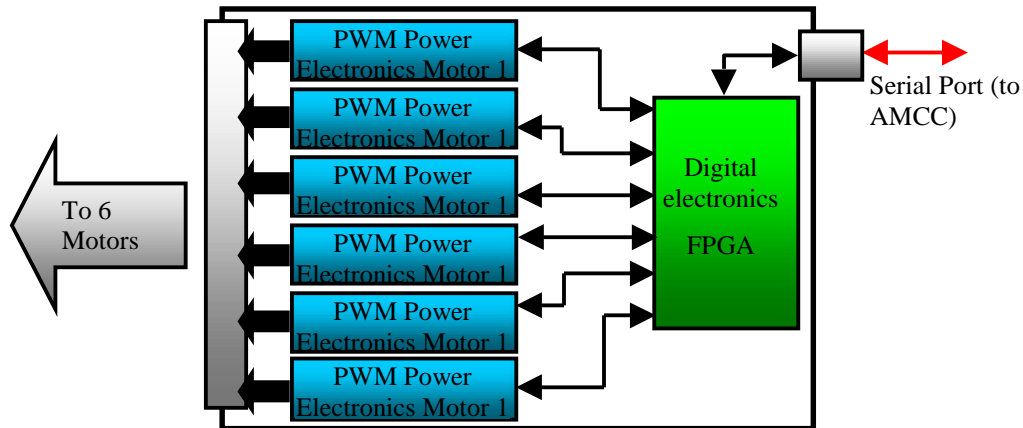 PWM Power
Electronics Motor 1
PWM Power
Electronics Motor 1
PWM Power
Electronics Motor 1
PWM Power
Electronics Motor 1
PWM Power
Electronics Motor 1
PWM Power
Electronics Motor 1
To 6
Motors
Digital
electronics
FPGA
Serial Port (to
AMCC)